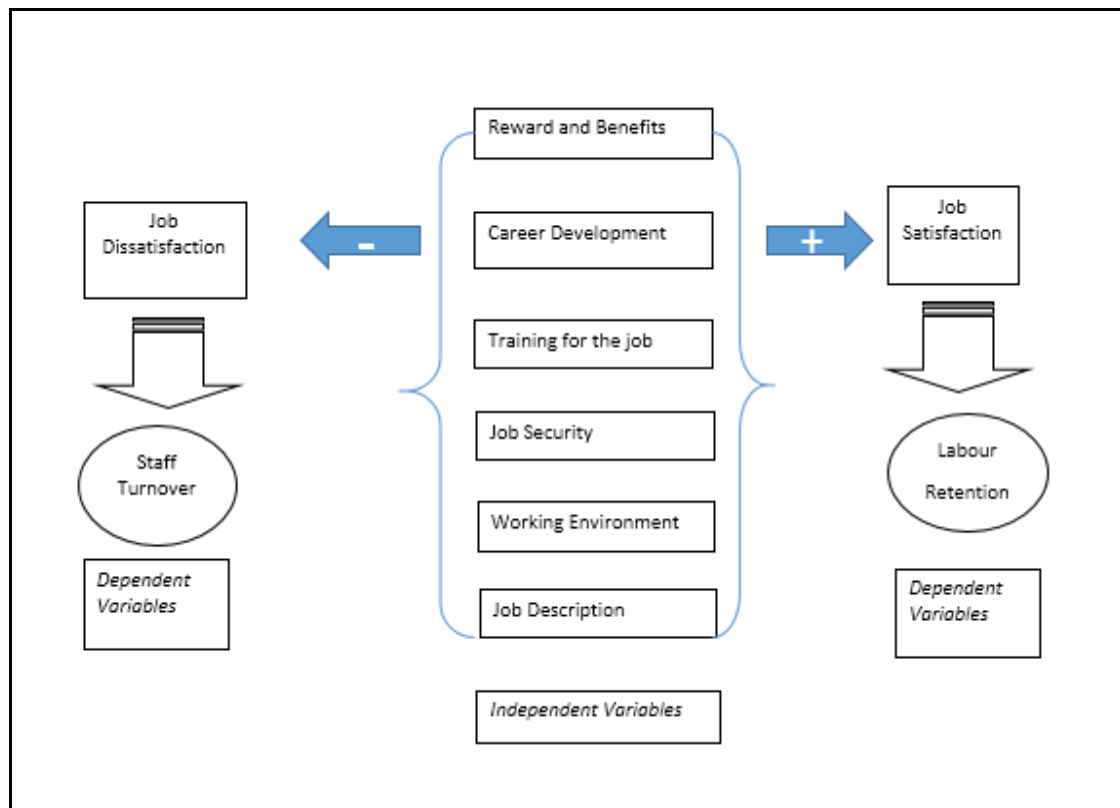 Reward and Benefits
Job
Dissatisfaction
-
Career Development
+
Job
Satisfaction
Training for the job
Job Security
Staff
Turnover
Labour
Retention
Working Environment
Dependent
Variables
Job Description
Dependent
Variables
Independent Variables